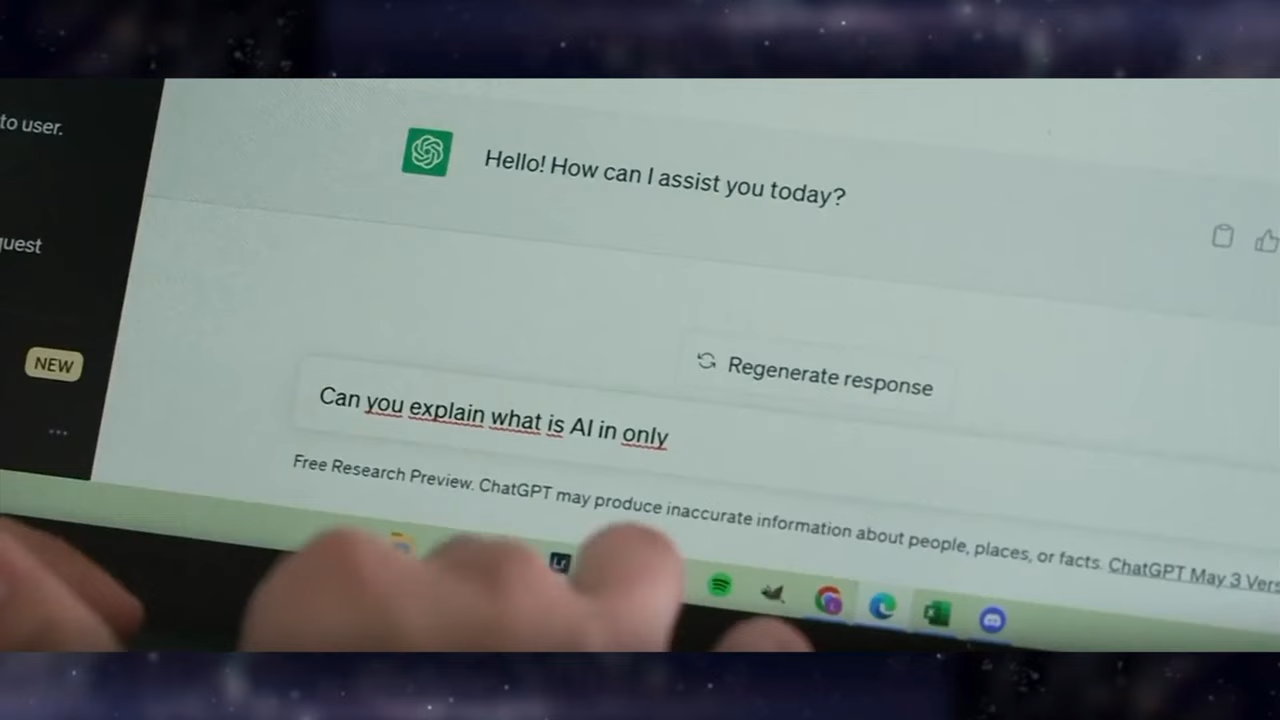 to user.
Hello! How can I assist you today?
quest
NEW
Regenerate response
Can you explain what is AI in only
Free Research Preview. ChatGPT may produce inaccurate information about people, places, or facts. ChatGPT May 3 Vers
Lr